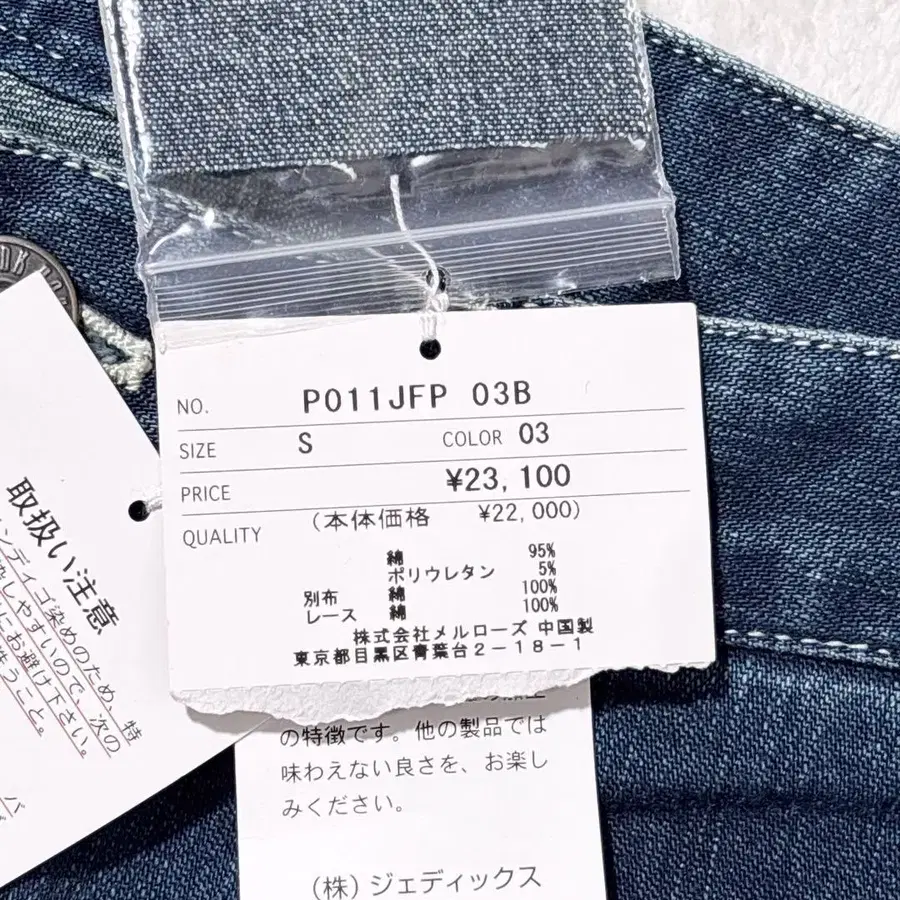 NO. P011JFP 03B
SIZE S COLOR 03
PRICE ¥23,100
QUALITY (本体価格 ¥22,000)
綿 95%
ポリウレタン 5%
別布 綿 100%
レース 綿 100%
株式会社メルローズ 中国製
東京都目黒区青葉台2-18-1
取扱い注意
ンディゴ染めのため、特
しやすいので、次の
にお避け下さい。
うこと。
の特徴です。他の製品では
味わえない良さを、お楽し
みください。
(株)ジェディックス